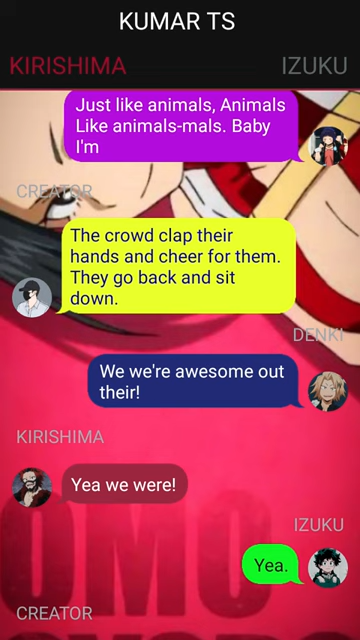 KUMAR TS
KIRISHIMA
IZUKU
Just like animals, Animals
Like animals-mals. Baby
I'm
CREATOR
The crowd clap their
hands and cheer for them.
They go back and sit
down.
DENKI
We we're awesome out
their!
KIRISHIMA
Yea we were!
IZUKU
Yea.
OMO
CREATOR